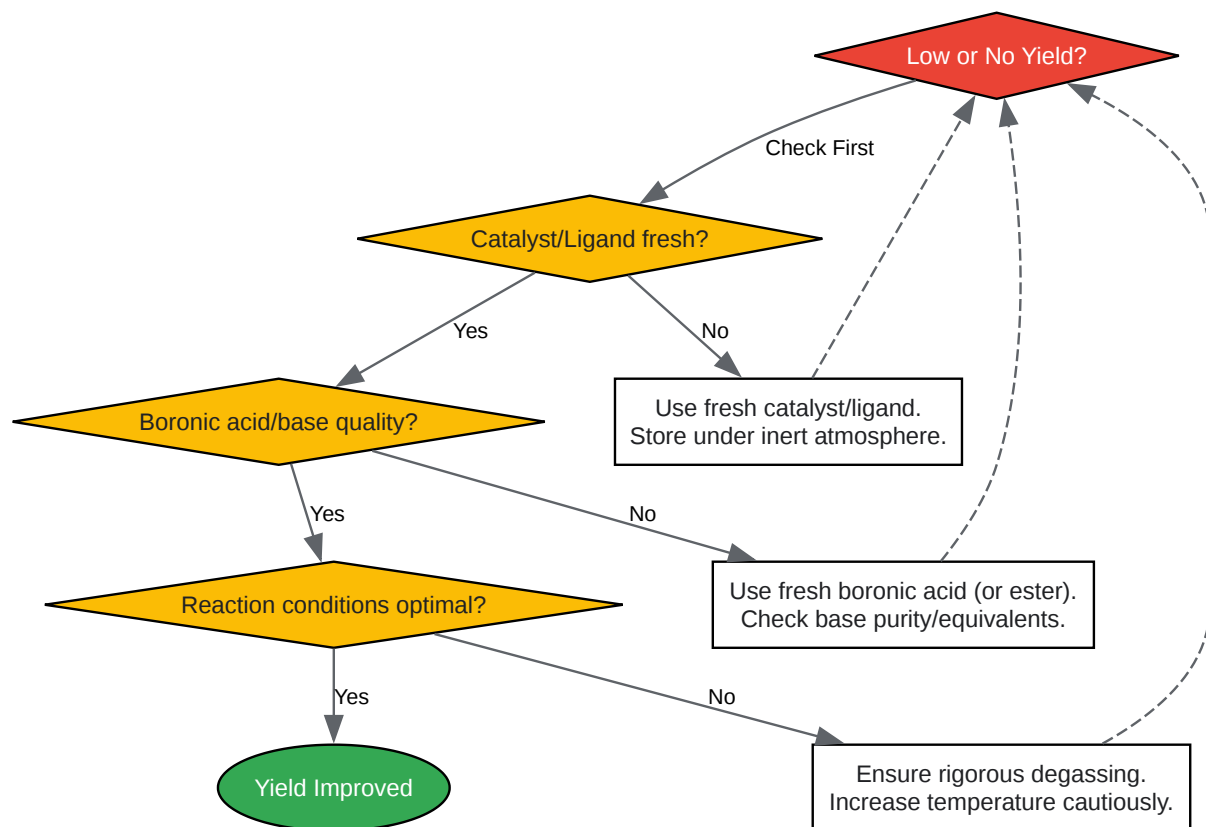 Low or No Yield?
Check First
Catalyst/Ligand fresh?
Yes
No
Use fresh catalyst/ligand.
Store under inert atmosphere.
Boronic acid/base quality?
Yes
No
Use fresh boronic acid (or ester).
Check base purity/equivalents.
Reaction conditions optimal?
Yes
No
Ensure rigorous degassing.
Increase temperature cautiously.
Yield Improved